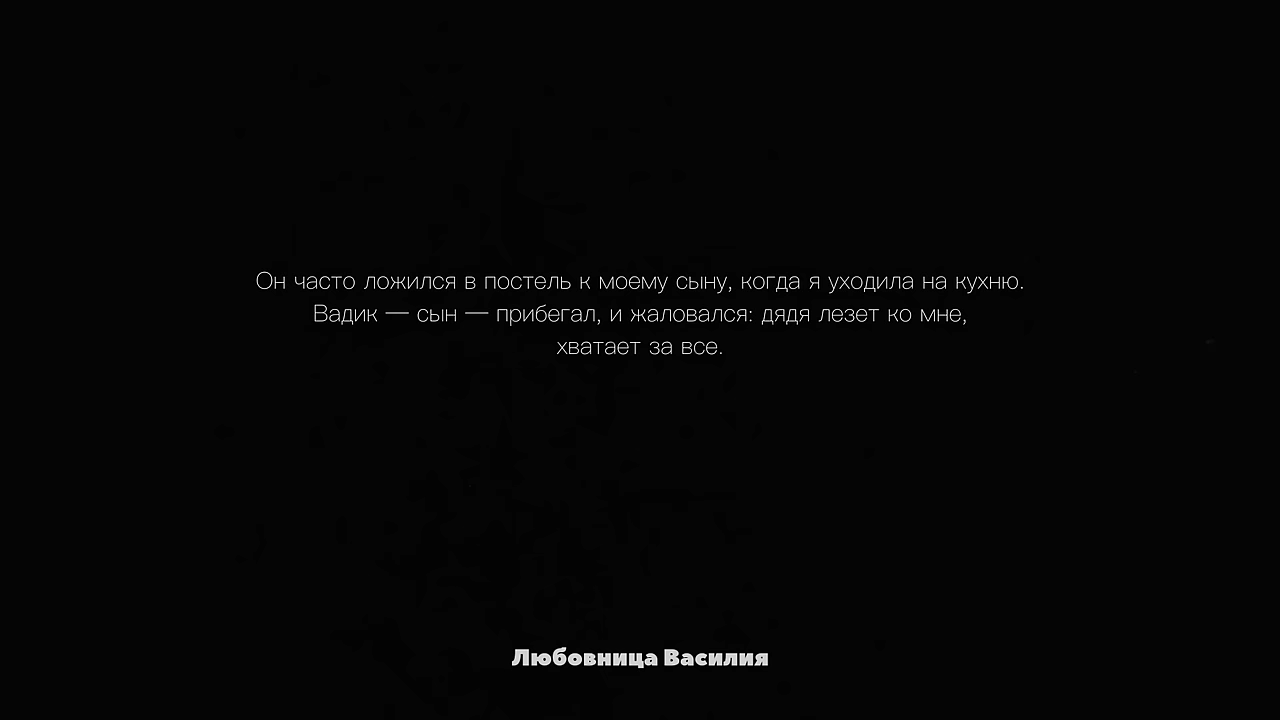 Он часто ложился в постель к моему сыну, когда я уходила на кухню.
Вадик — сын — прибегал, и жаловался: дядя лезет ко мне,
хватает за все.
Любовница Василия